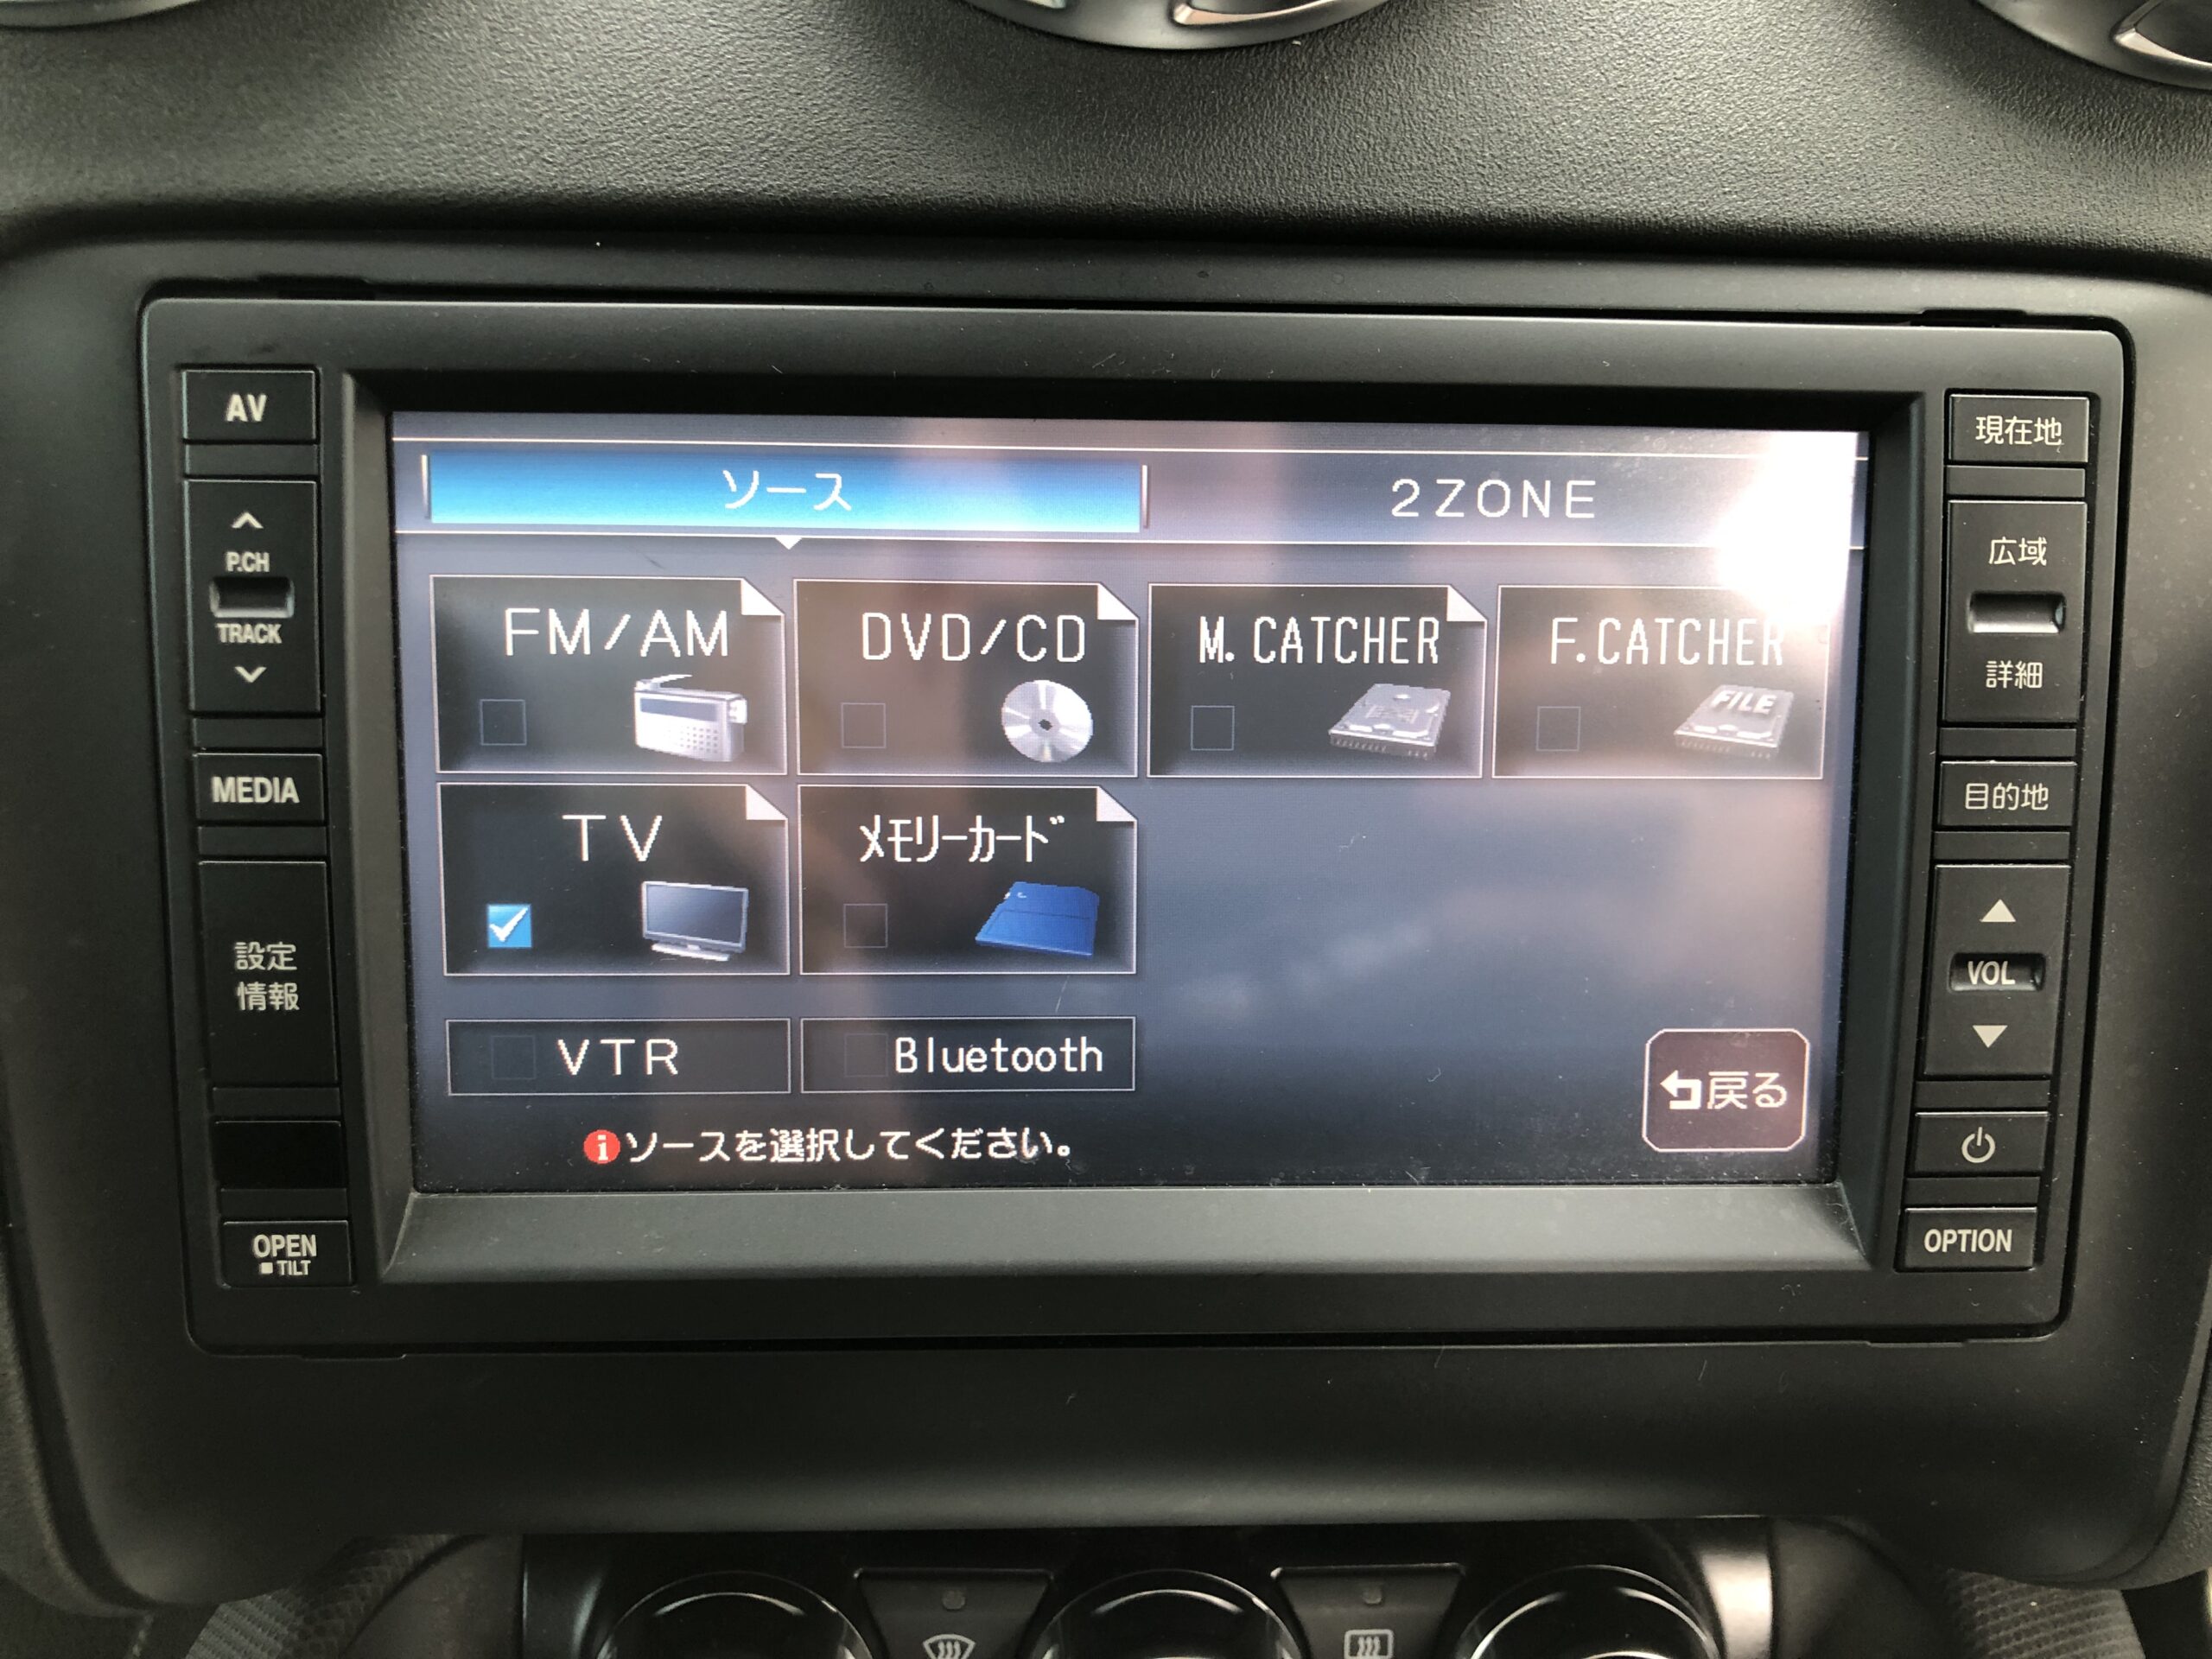 AV
P.CH
TRACK
MEDIA
設定
情報
OPEN
■TILT
ソース
2ZONE
FM/AM
DVD/CD
M.CATCHER
F.CATCHER
FILE
TV
ﾒﾓﾘｰｶｰﾄﾞ
VTR
Bluetooth
戻る
iソースを選択してください。
現在地
広域
詳細
目的地
VOL
OPTION